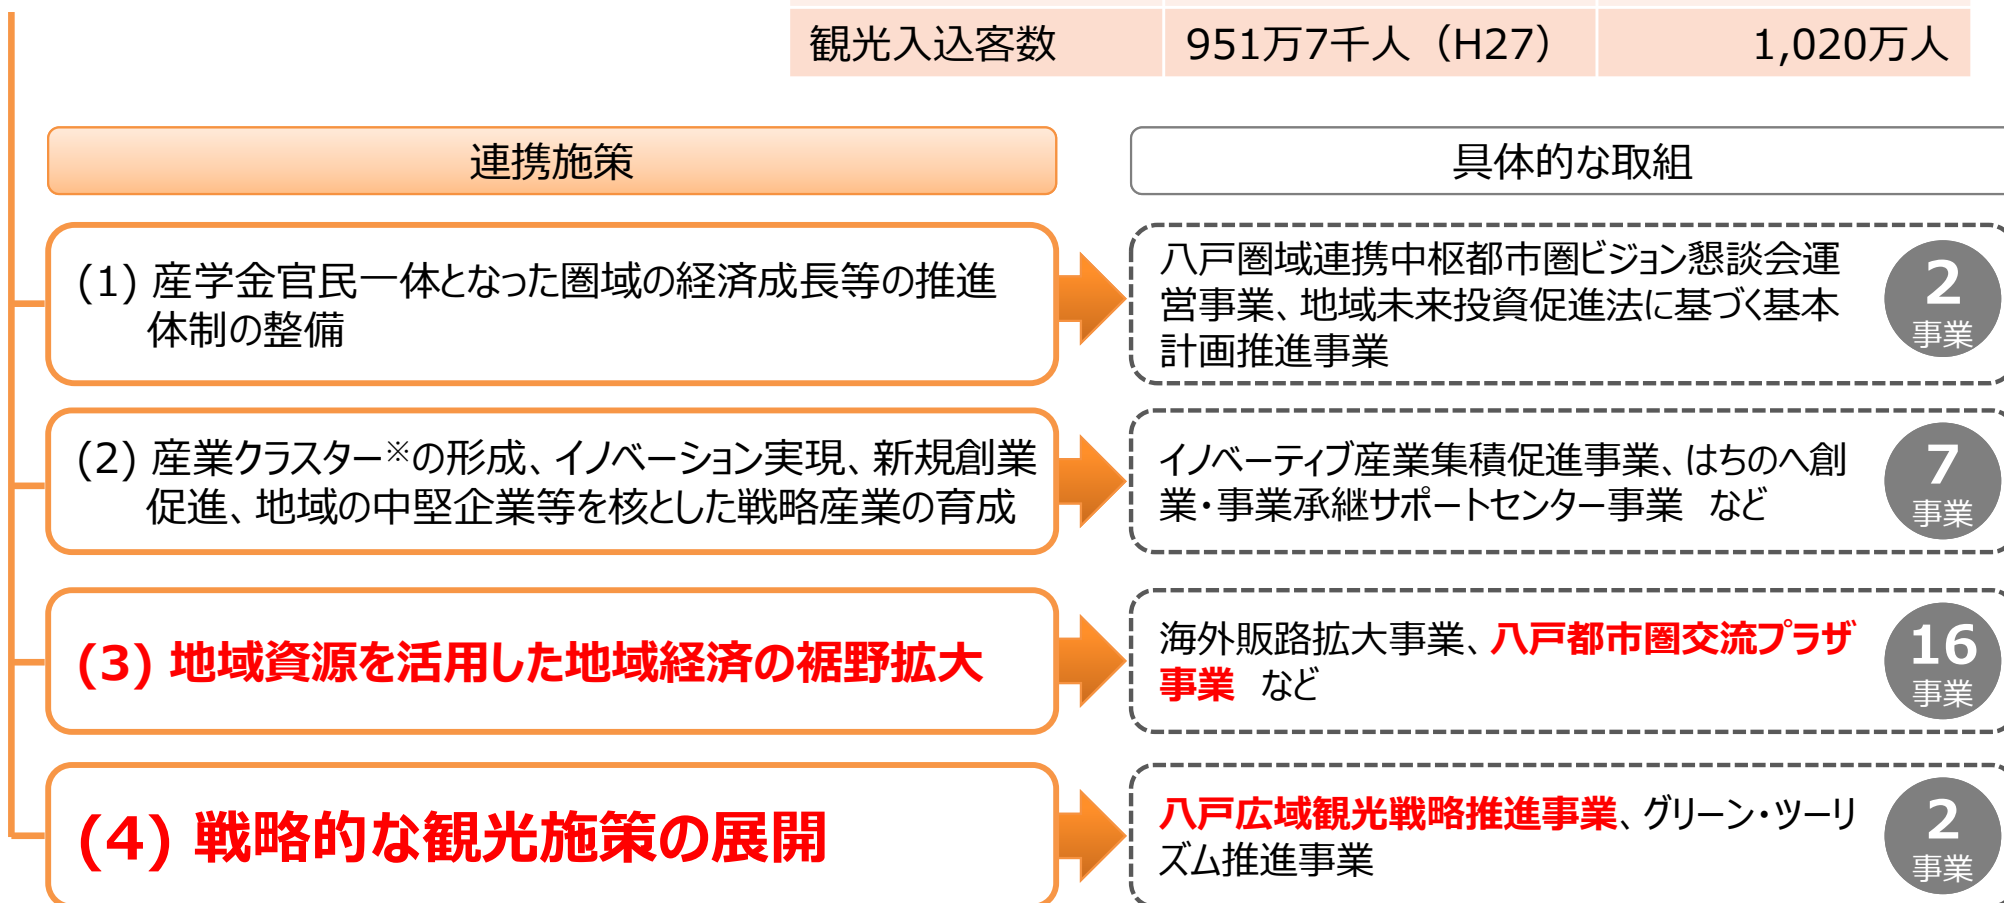 観光入込客数 951万7千人（H27） 1,020万人
連携施策
具体的な取組
(1) 産学金官民一体となった圏域の経済成長等の推進
体制の整備
八戸圏域連携中枢都市圏ビジョン懇談会運
営事業、地域未来投資促進法に基づく基本
計画推進事業
2
事業
(2) 産業クラスター※の形成、イノベーション実現、新規創業
促進、地域の中堅企業等を核とした戦略産業の育成
イノベーティブ産業集積促進事業、はちのへ創
業・事業承継サポートセンター事業　など
7
事業
(3) 地域資源を活用した地域経済の裾野拡大
海外販路拡大事業、八戸都市圏交流プラザ
事業　など
16
事業
(4) 戦略的な観光施策の展開
八戸広域観光戦略推進事業、グリーン・ツーリ
ズム推進事業
2
事業